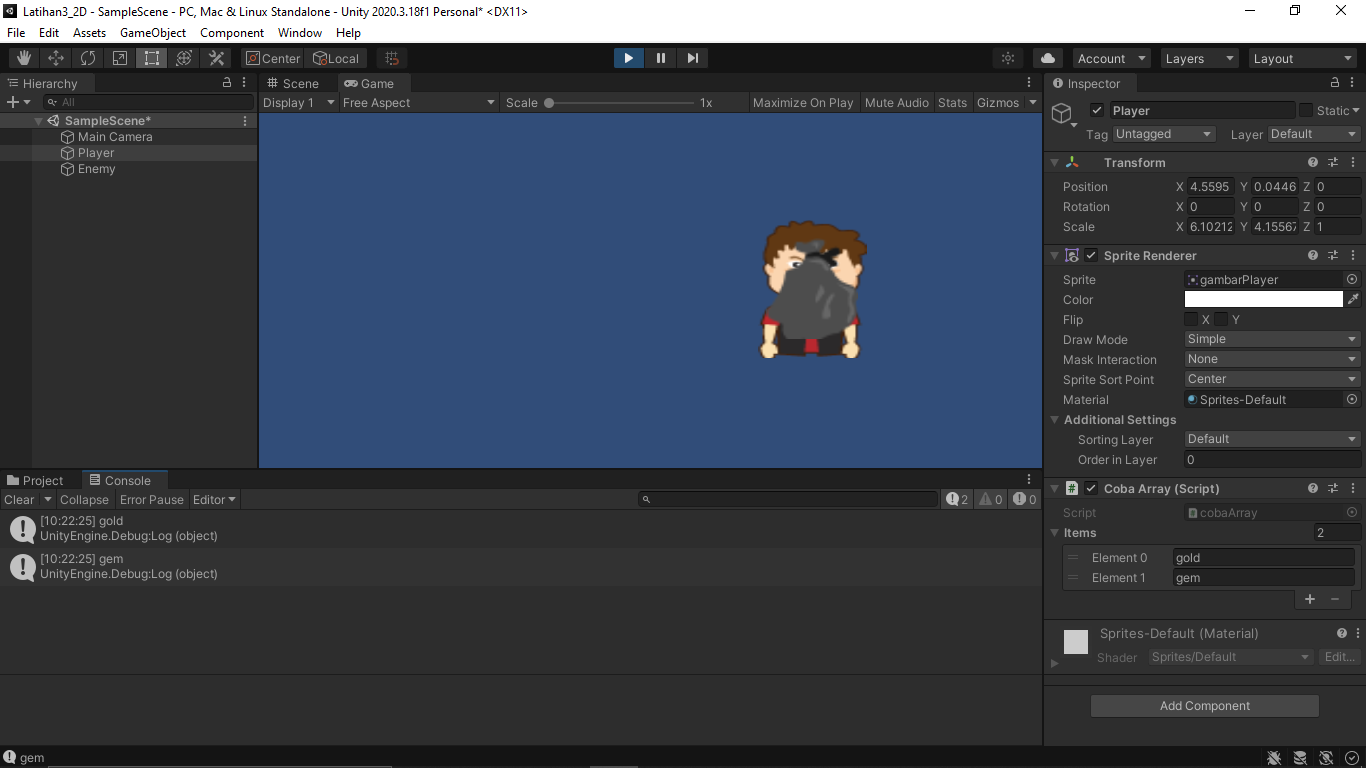 Latihan3_2D - SampleScene - PC, Mac & Linux Standalone - Unity 2020.3.18f1 Personal* <DX11>
File Edit Assets GameObject Component Window Help
Center Local Account Layers Layout
Hierarchy
All
SampleScene*
Main Camera
Player
Enemy
Scene Game
Display 1 Free Aspect Scale 1x Maximize On Play Mute Audio Stats Gizmos
Project Console
Clear Collapse Error Pause Editor 2 0 0
[10:22:25] gold
UnityEngine.Debug:Log (object)
[10:22:25] gem
UnityEngine.Debug:Log (object)
Inspector
Player Static
Tag Untagged Layer Default
Transform
Position X 4.5595 Y 0.0446 Z 0
Rotation X 0 Y 0 Z 0
Scale X 6.10212 Y 4.15567 Z 1
Sprite Renderer
Sprite gambarPlayer
Color
Flip X Y
Draw Mode Simple
Mask Interaction None
Sprite Sort Point Center
Material Sprites-Default
Additional Settings
Sorting Layer Default
Order in Layer 0
# Coba Array (Script)
Script cobaArray
Items 2
Element 0 gold
Element 1 gem
+ −
Sprites-Default (Material)
Shader Sprites/Default Edit...
Add Component
gem